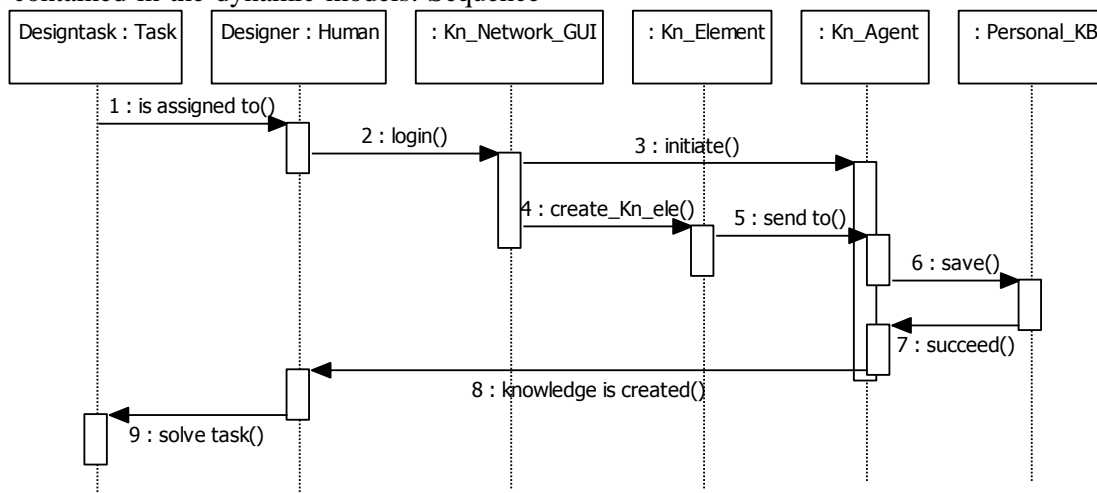 contained in the dynamic models. Sequence
Designtask : Task
Designer : Human
: Kn_Network_GUI
: Kn_Element
: Kn_Agent
: Personal_KB
1 : is assigned to()
2 : login()
3 : initiate()
4 : create_Kn_ele()
5 : send to()
6 : save()
7 : succeed()
8 : knowledge is created()
9 : solve task()